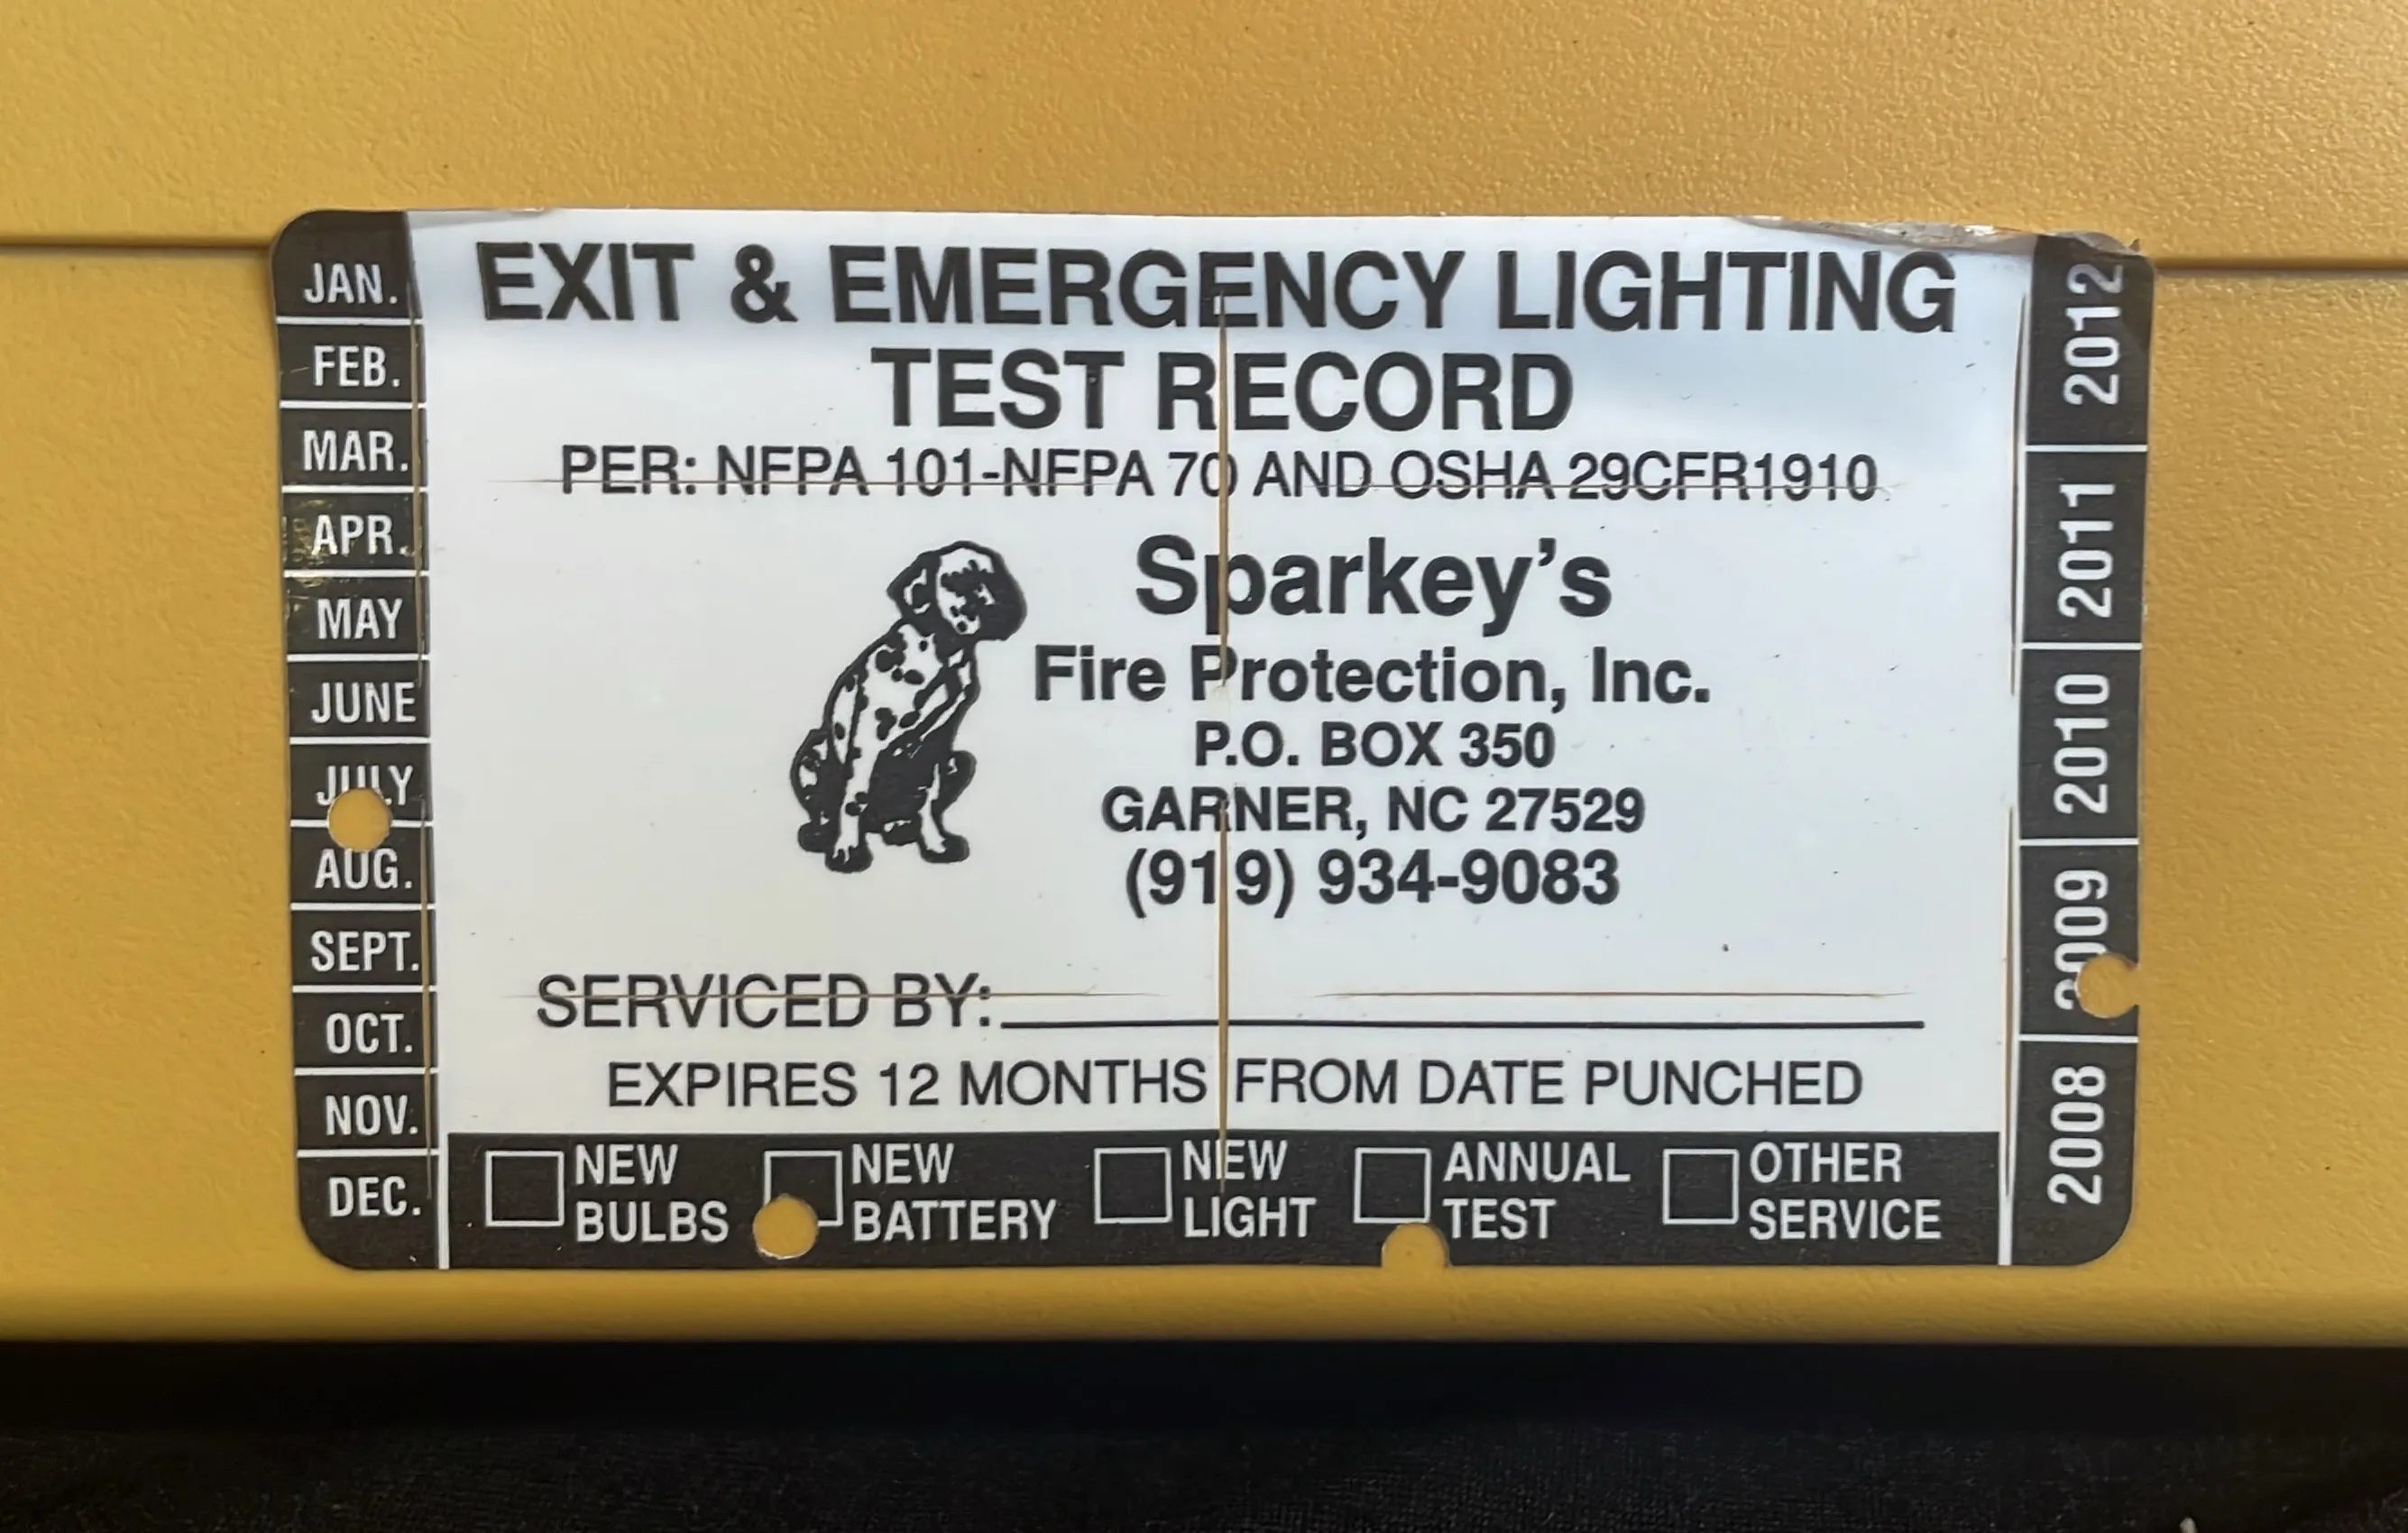 EXIT & EMERGENCY LIGHTING
TEST RECORD
PER: NFPA 101-NFPA 70 AND OSHA 29CFR1910
Sparkey's
Fire Protection, Inc.
P.O. BOX 350
GARNER, NC 27529
(919) 934-9083
SERVICED BY:
EXPIRES 12 MONTHS FROM DATE PUNCHED
NEW BULBS
NEW BATTERY
NEW LIGHT
ANNUAL TEST
OTHER SERVICE
JAN.
FEB.
MAR.
APR.
MAY
JUNE
JULY
AUG.
SEPT.
OCT.
NOV.
DEC.
2012
2011
2010
2009
2008